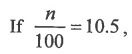 If n/100 = 10.5,